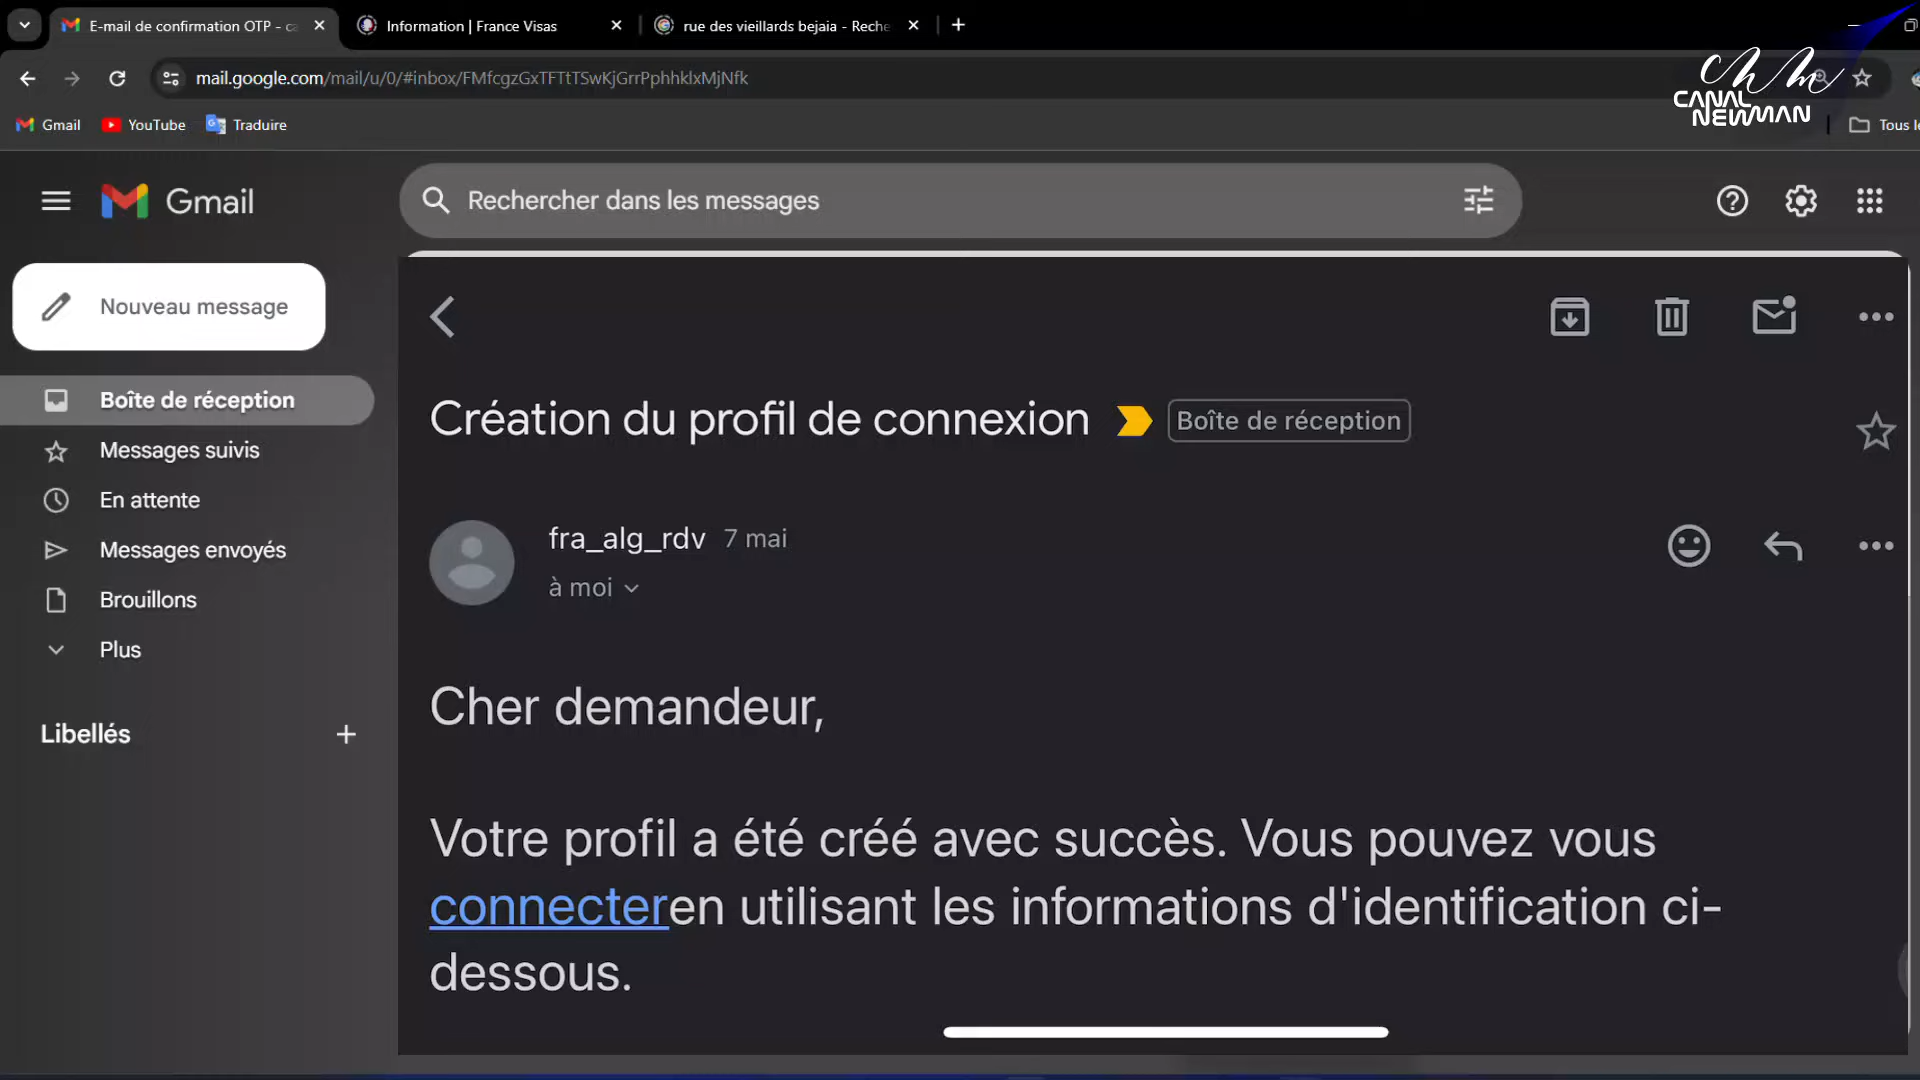 E-mail de confirmation OTP - ca
Information | France Visas
rue des vieillards bejaia - Reche
mail.google.com/mail/u/0/#inbox/FMfcgzGxTFTtTSwKjGrrPphhklxMjNfk
CANAL
NEWMAN
Gmail
YouTube
Traduire
Tous le
Gmail
Rechercher dans les messages
Nouveau message
Boîte de réception
Messages suivis
En attente
Messages envoyés
Brouillons
Plus
Libellés
Création du profil de connexion
Boîte de réception
fra_alg_rdv 7 mai
à moi
Cher demandeur,
Votre profil a été créé avec succès. Vous pouvez vous
connecteren utilisant les informations d'identification ci-
dessous.